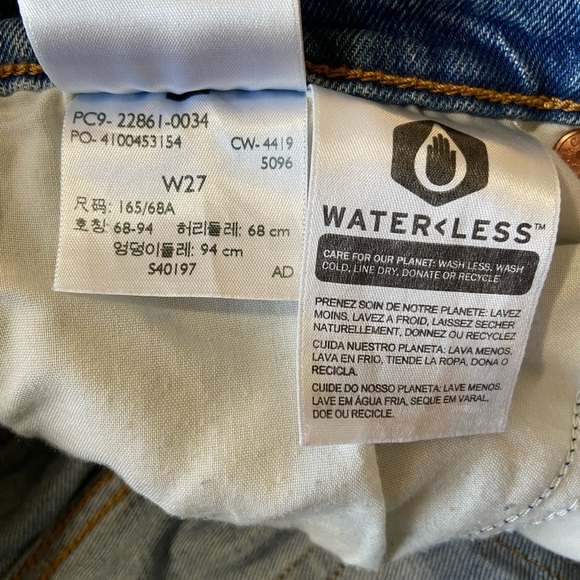 PC9- 22861-0034
PO- 4100453154 CW- 4419
5096
W27
尺码: 165/68A
호칭: 68-94 허리둘레: 68 cm
엉덩이둘레: 94 cm
S40197 AD
WATER<LESS™
CARE FOR OUR PLANET: WASH LESS, WASH
COLD, LINE DRY, DONATE OR RECYCLE
PRENEZ SOIN DE NOTRE PLANETE: LAVEZ
MOINS, LAVEZ A FROID, LAISSEZ SECHER
NATURELLEMENT, DONNEZ OU RECYCLEZ
CUIDA NUESTRO PLANETA: LAVA MENOS,
LAVA EN FRIO, TIENDE LA ROPA, DONA O
RECICLA.
CUIDE DO NOSSO PLANETA: LAVE MENOS,
LAVE EM ÁGUA FRIA, SEQUE EM VARAL,
DOE OU RECICLE.